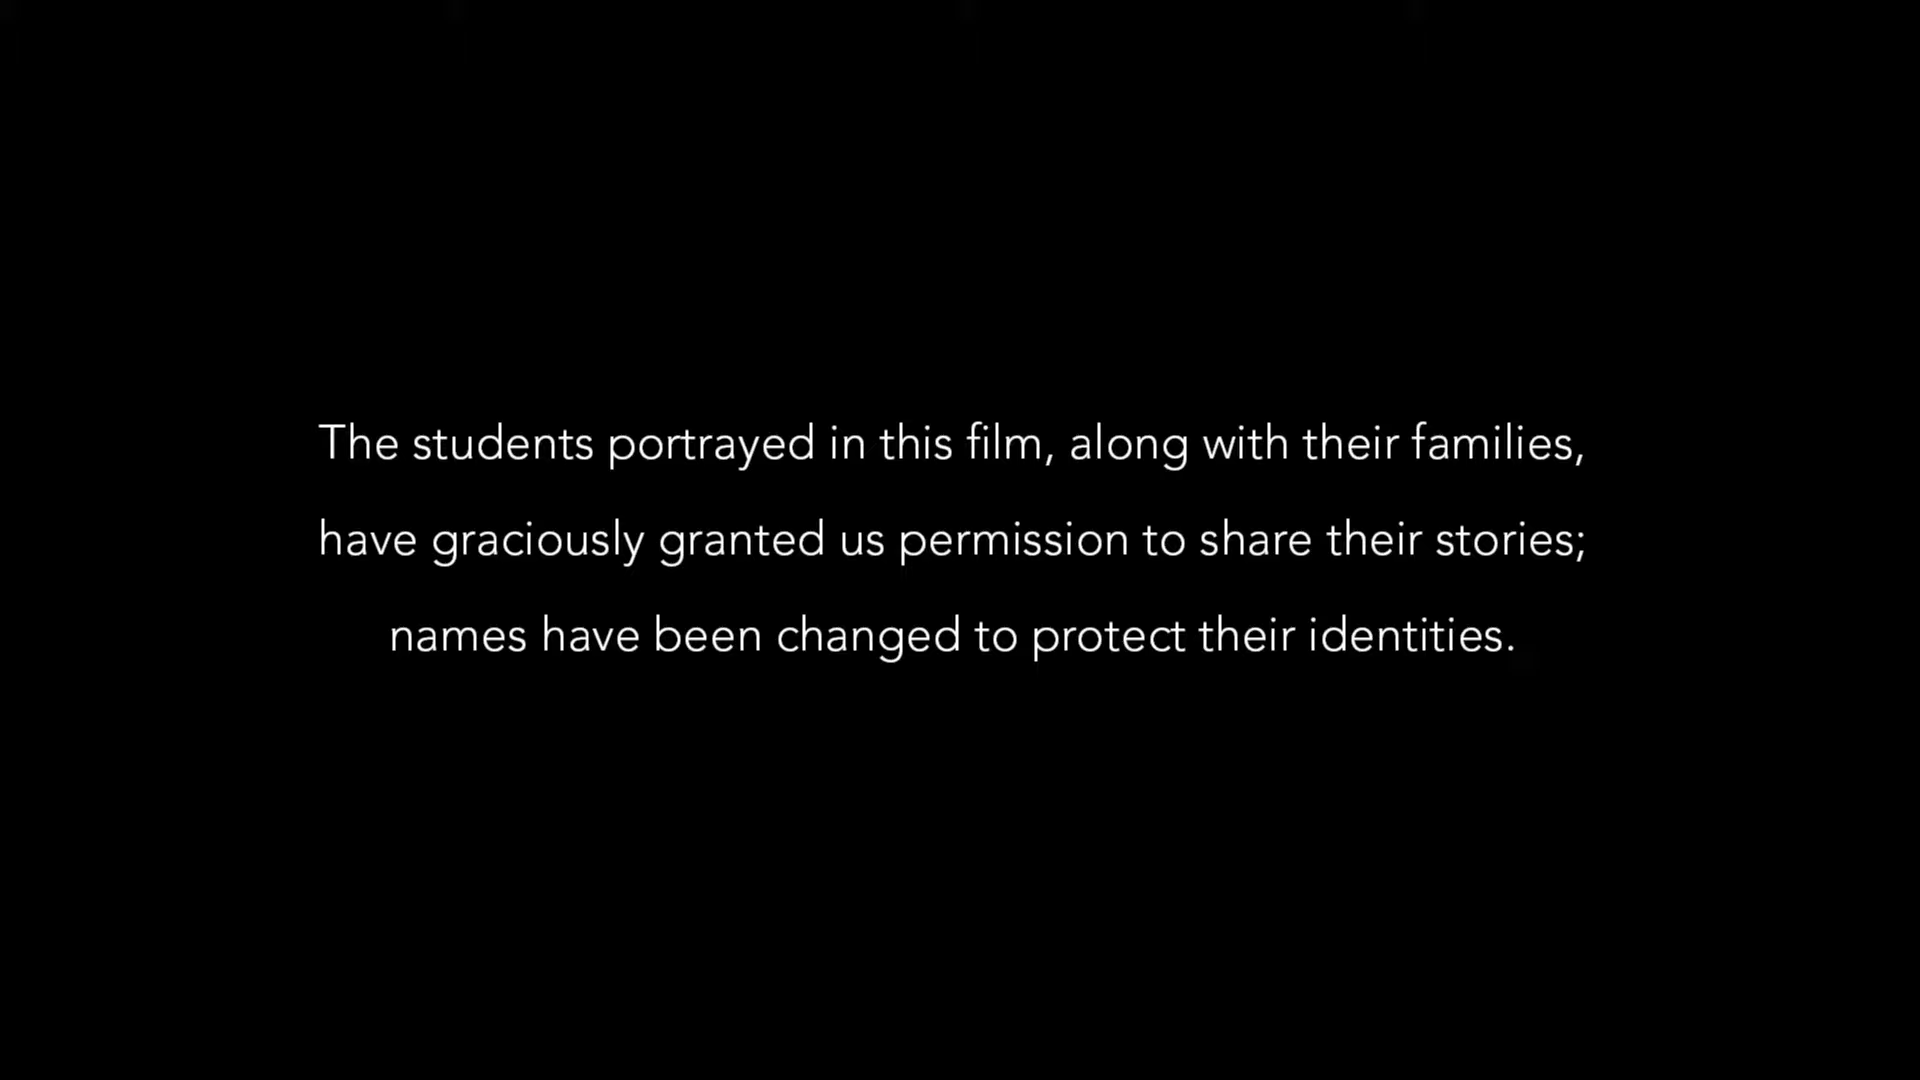 The students portrayed in this film, along with their families,
have graciously granted us permission to share their stories;
names have been changed to protect their identities.